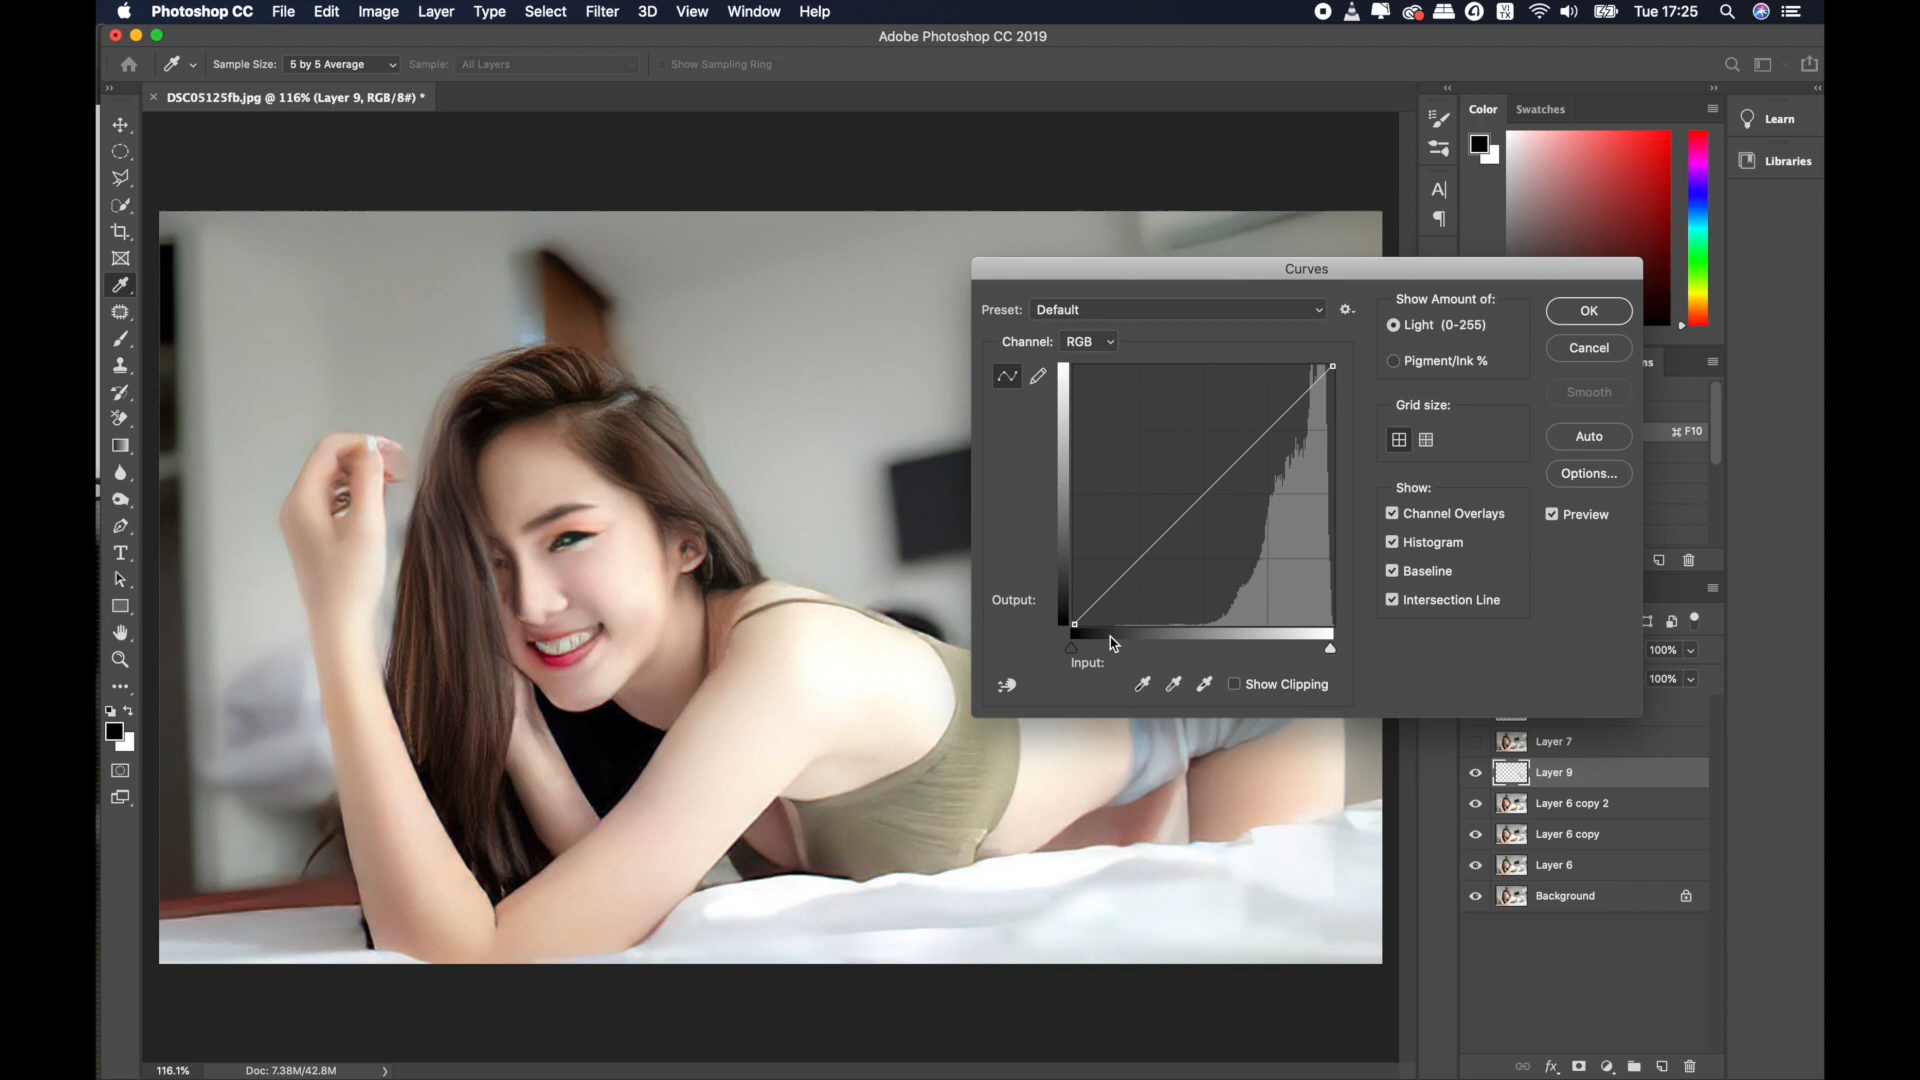 Photoshop CC File Edit Image Layer Type Select Filter 3D View Window Help
VI
TX
Tue 17:25
Adobe Photoshop CC 2019
Sample Size: 5 by 5 Average Sample: All Layers Show Sampling Ring
DSC05125fb.jpg @ 116% (Layer 9, RGB/8#) *
Color Swatches
Learn
Libraries
Curves
Preset: Default
Channel: RGB
Output:
Input:
Show Clipping
Show Amount of:
Light (0-255)
Pigment/Ink %
Grid size:
Show:
Channel Overlays
Histogram
Baseline
Intersection Line
OK
Cancel
Smooth
Auto
Options...
Preview
ns
⌘ F10
100%
100%
Layer 7
Layer 9
Layer 6 copy 2
Layer 6 copy
Layer 6
Background
fx
116.1% Doc: 7.38M/42.8M